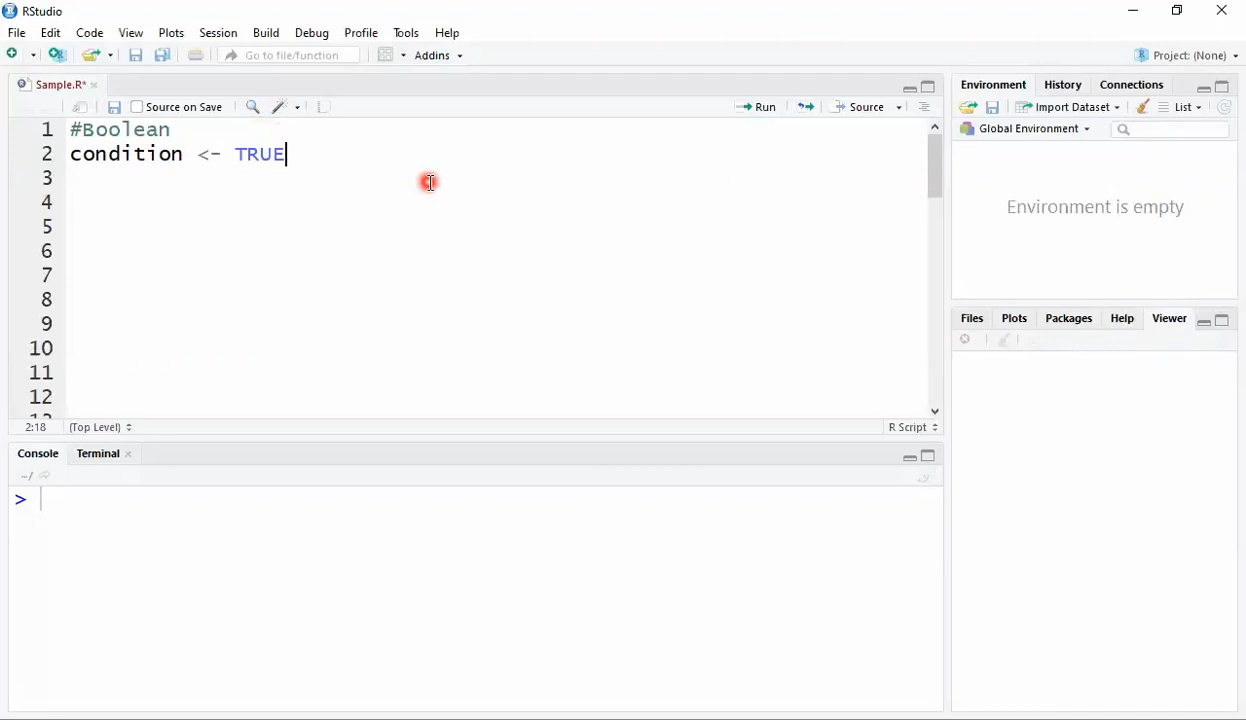 RStudio
File Edit Code View Plots Session Build Debug Profile Tools Help
Go to file/function Addins Project: (None)
Sample.R*
Source on Save Run Source
1 #Boolean
2 condition <- TRUE
3
4
5
6
7
8
9
10
11
12
2:18 (Top Level) R Script
Console Terminal
~/
>
Environment History Connections
Import Dataset List
Global Environment
Environment is empty
Files Plots Packages Help Viewer